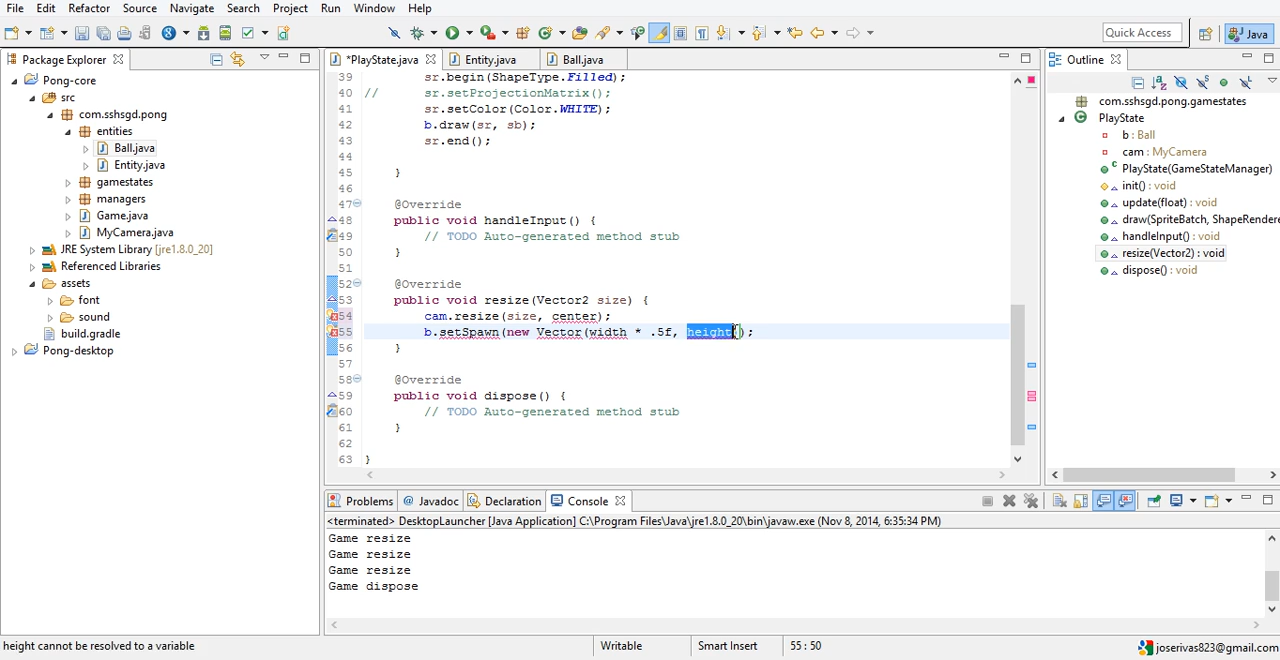 File Edit Refactor Source Navigate Search Project Run Window Help
Quick Access Java
Package Explorer *PlayState.java Entity.java Ball.java Outline
Pong-core
src
com.sshsgd.pong
entities
Ball.java
Entity.java
gamestates
managers
Game.java
MyCamera.java
JRE System Library [jre1.8.0_20]
Referenced Libraries
assets
font
sound
build.gradle
Pong-desktop
39 sr.begin(ShapeType.Filled);
40 // sr.setProjectionMatrix();
41 sr.setColor(Color.WHITE);
42 b.draw(sr, sb);
43 sr.end();
44
45 }
46
47 @Override
48 public void handleInput() {
49 // TODO Auto-generated method stub
50 }
51
52 @Override
53 public void resize(Vector2 size) {
54 cam.resize(size, center);
55 b.setSpawn(new Vector(width * .5f, height);
56 }
57
58 @Override
59 public void dispose() {
60 // TODO Auto-generated method stub
61 }
62
63 }
com.sshsgd.pong.gamestates
PlayState
b : Ball
cam : MyCamera
PlayState(GameStateManager)
init() : void
update(float) : void
draw(SpriteBatch, ShapeRendere
handleInput() : void
resize(Vector2) : void
dispose() : void
Problems Javadoc Declaration Console
<terminated> DesktopLauncher [Java Application] C:\Program Files\Java\jre1.8.0_20\bin\javaw.exe (Nov 8, 2014, 6:35:34 PM)
Game resize
Game resize
Game resize
Game dispose
height cannot be resolved to a variable Writable Smart Insert 55 : 50 joserivas823@gmail.com